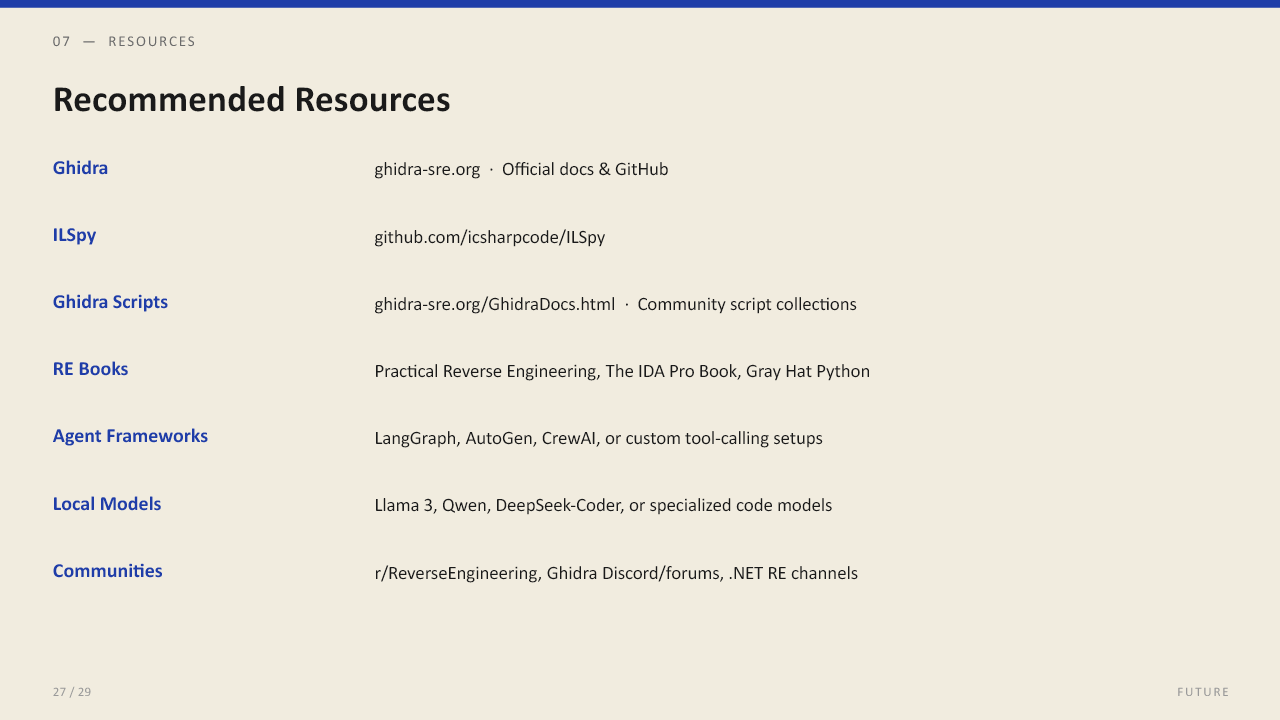 07 — RESOURCES
Recommended Resources
Ghidra
ghidra-sre.org · Official docs & GitHub
ILSpy
github.com/icsharpcode/ILSpy
Ghidra Scripts
ghidra-sre.org/GhidraDocs.html · Community script collections
RE Books
Practical Reverse Engineering, The IDA Pro Book, Gray Hat Python
Agent Frameworks
LangGraph, AutoGen, CrewAI, or custom tool-calling setups
Local Models
Llama 3, Qwen, DeepSeek-Coder, or specialized code models
Communities
r/ReverseEngineering, Ghidra Discord/forums, .NET RE channels
27 / 29
FUTURE